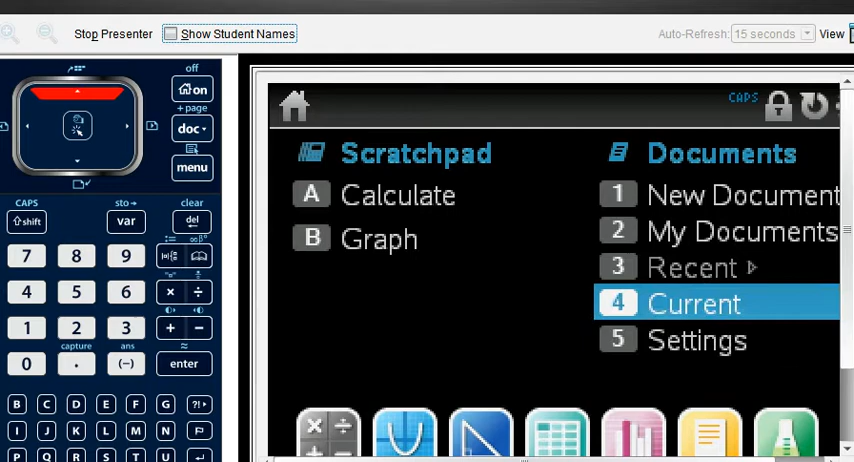 Stop Presenter
Show Student Names
Auto-Refresh: 15 seconds
View
off
on
+ page
doc
menu
CAPS
sto→
clear
⇧shift
var
del
7 8 9
:=
∞β°
4 5 6 × ÷
1 2 3 + −
capture
ans
≈
0 . (−) enter
B C D E F G ?!▸
I J K L M N
P Q R S T U
CAPS
Scratchpad
A Calculate
B Graph
Documents
1 New Document
2 My Documents
3 Recent ▹
4 Current
5 Settings